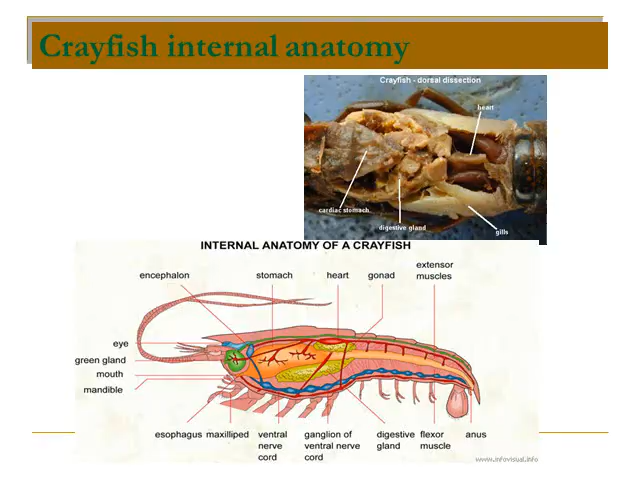 Crayfish internal anatomy
Crayfish - dorsal dissection
heart
cardiac stomach
digestive gland
gills
INTERNAL ANATOMY OF A CRAYFISH
encephalon
stomach
heart
gonad
extensor
muscles
eye
green gland
mouth
mandible
esophagus
maxilliped
ventral
nerve
cord
ganglion of
ventral nerve
cord
digestive
gland
flexor
muscle
anus
www.infovisual.info